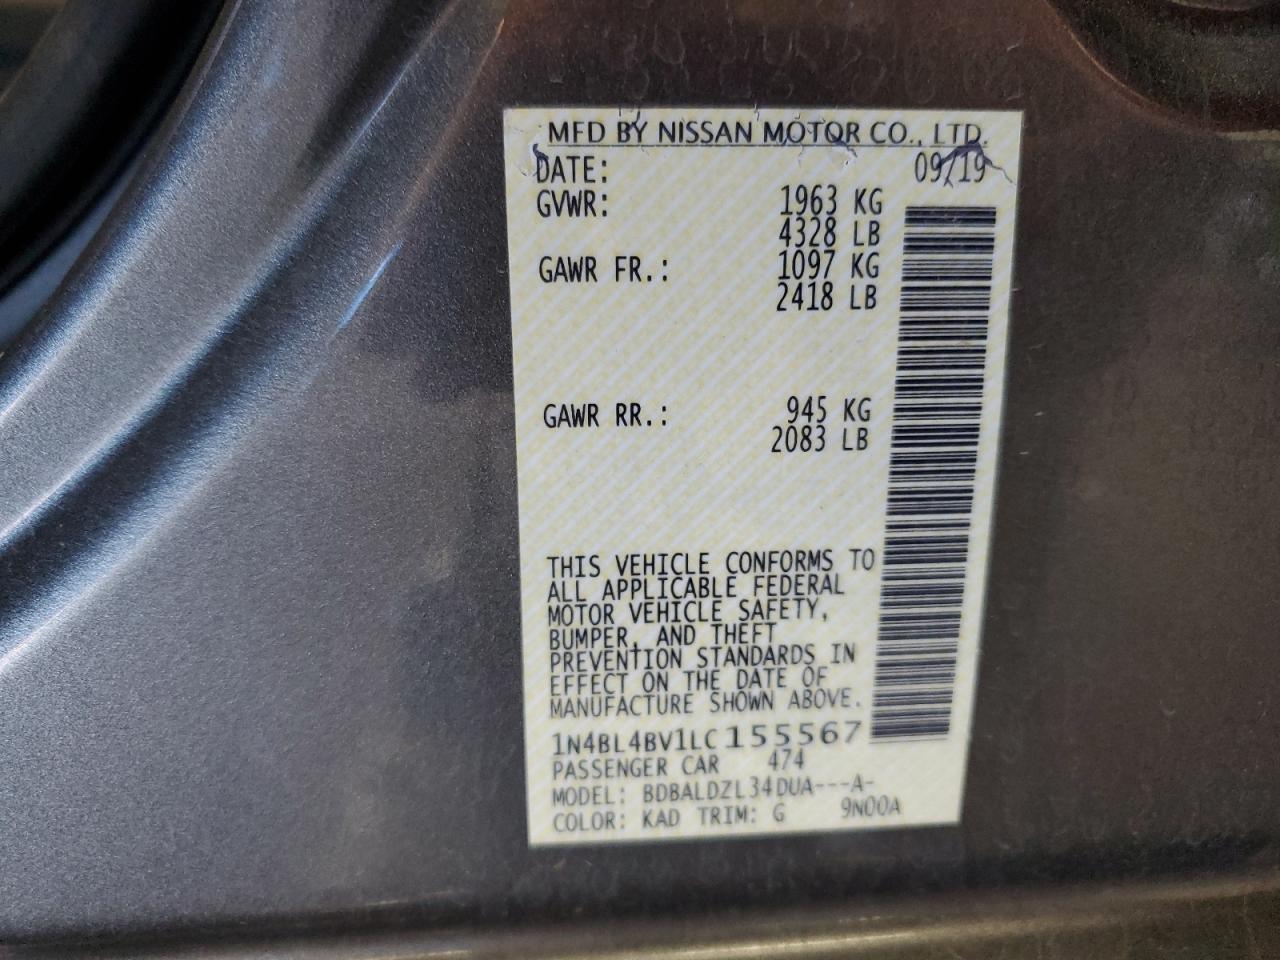 MFD BY NISSAN MOTOR CO., LTD.
DATE: 09/19
GVWR: 1963 KG
4328 LB
GAWR FR.: 1097 KG
2418 LB
GAWR RR.: 945 KG
2083 LB
THIS VEHICLE CONFORMS TO
ALL APPLICABLE FEDERAL
MOTOR VEHICLE SAFETY,
BUMPER, AND THEFT
PREVENTION STANDARDS IN
EFFECT ON THE DATE OF
MANUFACTURE SHOWN ABOVE.
1N4BL4BV1LC155567
PASSENGER CAR 474
MODEL: BDBALDZL34DUA---A-
COLOR: KAD TRIM: G 9N00A